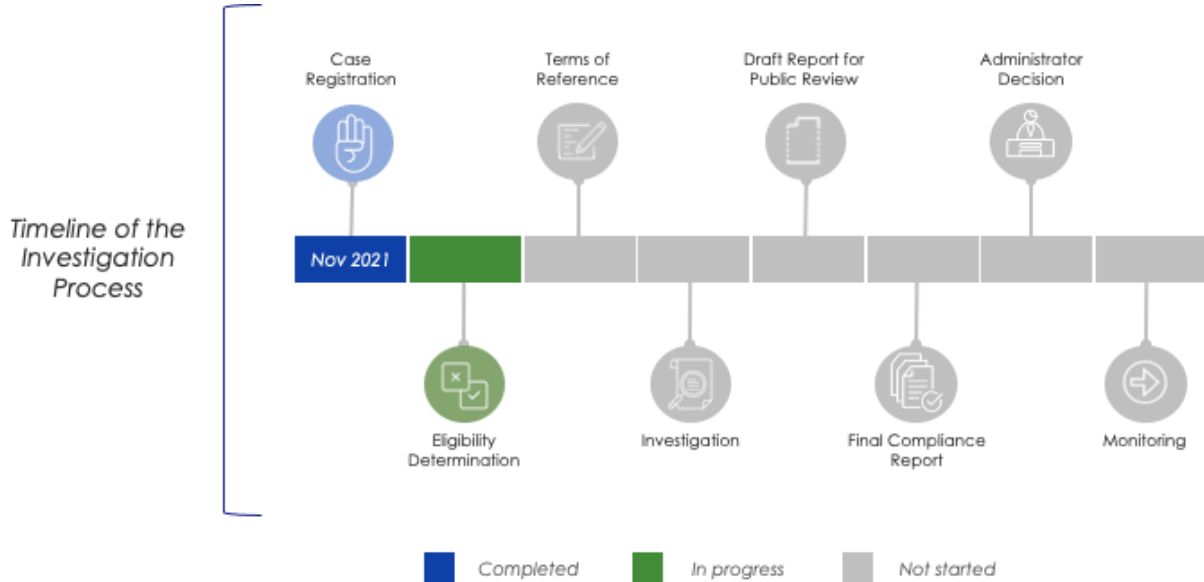 Case
Registration
Terms of
Reference
Draft Report for
Public Review
Administrator
Decision
Timeline of the
Investigation
Process
Nov 2021
Eligibility
Determination
Investigation
Final Compliance
Report
Monitoring
Completed
In progress
Not started